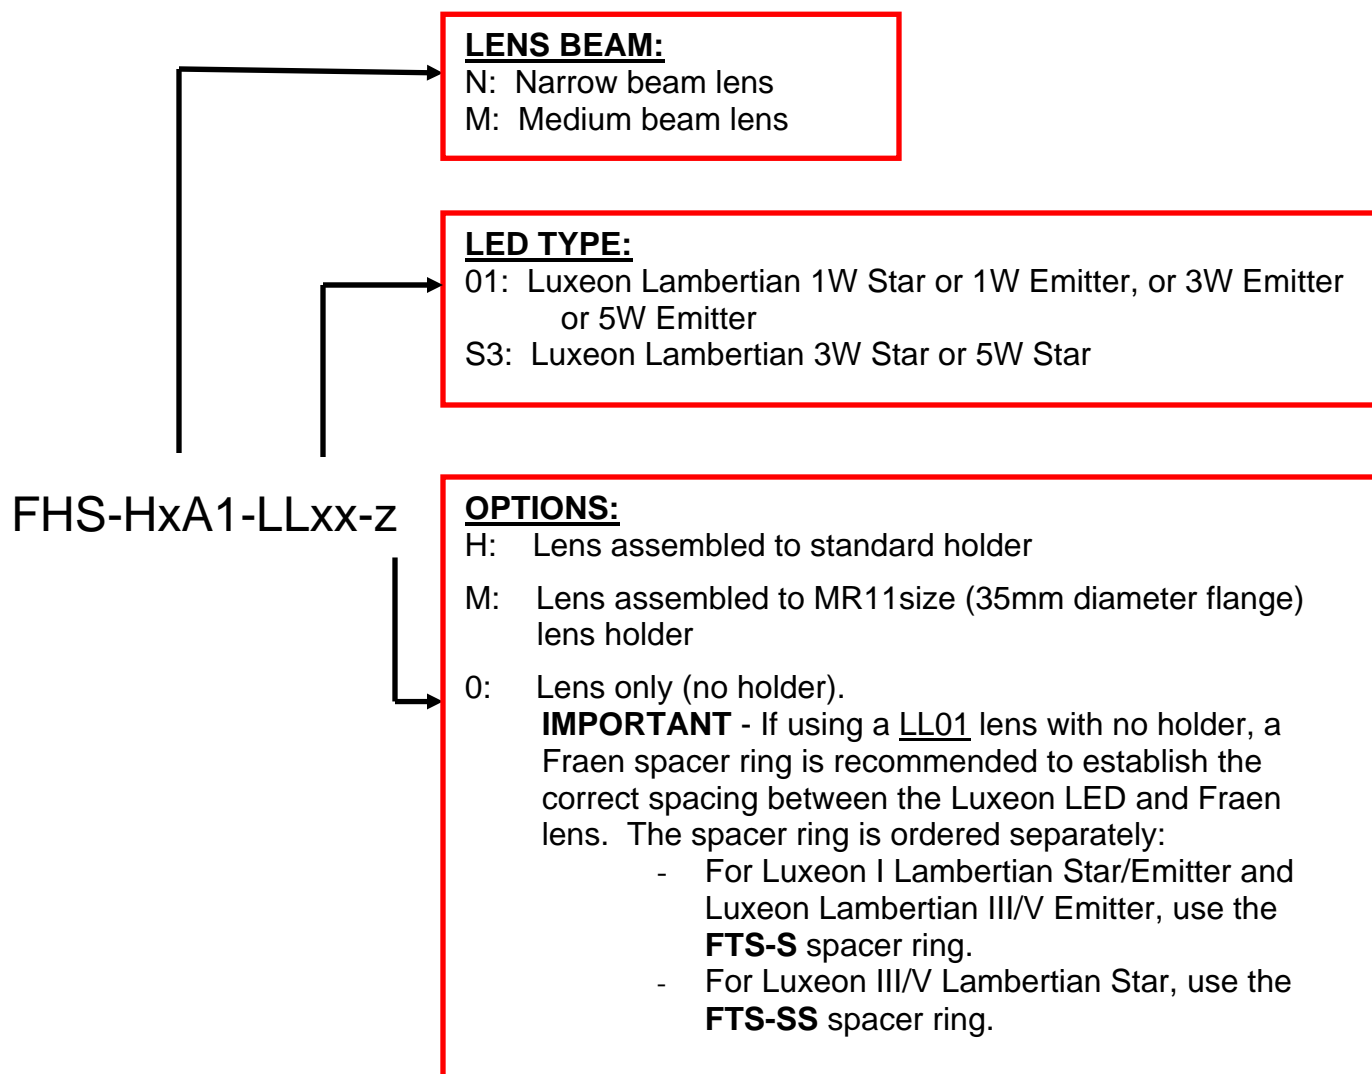 LENS BEAM:
N: Narrow beam lens
M: Medium beam lens
LED TYPE:
01: Luxeon Lambertian 1W Star or 1W Emitter, or 3W Emitter
or 5W Emitter
S3: Luxeon Lambertian 3W Star or 5W Star
FHS-HxA1-LLxx-z
OPTIONS:
H: Lens assembled to standard holder
M: Lens assembled to MR11size (35mm diameter flange)
lens holder
0: Lens only (no holder).
IMPORTANT - If using a LL01 lens with no holder, a
Fraen spacer ring is recommended to establish the
correct spacing between the Luxeon LED and Fraen
lens. The spacer ring is ordered separately:
- For Luxeon I Lambertian Star/Emitter and
Luxeon Lambertian III/V Emitter, use the
FTS-S spacer ring.
- For Luxeon III/V Lambertian Star, use the
FTS-SS spacer ring.